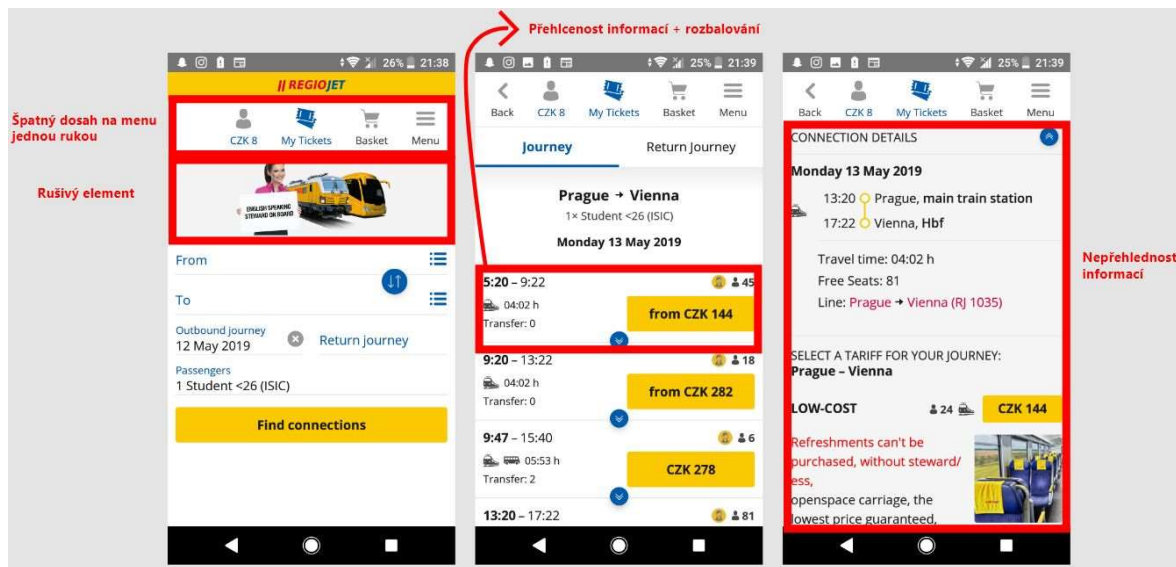 Přehlcenost informací + rozbalování
Špatný dosah na menu
jednou rukou
Rušivý element
26% 21:38
REGIOJET
CZK 8 My Tickets Basket Menu
ENGLISH SPEAKING
STEWARD ON BOARD
From
To
Outbound journey
12 May 2019 Return journey
Passengers
1 Student <26 (ISIC)
Find connections
25% 21:39
Back CZK 8 My Tickets Basket Menu
Journey Return Journey
Prague → Vienna
1× Student <26 (ISIC)
Monday 13 May 2019
5:20 – 9:22 45
04:02 h
from CZK 144
Transfer: 0
9:20 – 13:22 18
04:02 h
from CZK 282
Transfer: 0
9:47 – 15:40 6
05:53 h
CZK 278
Transfer: 2
13:20 – 17:22 81
25% 21:39
Back CZK 8 My Tickets Basket Menu
CONNECTION DETAILS
Monday 13 May 2019
13:20 Prague, main train station
17:22 Vienna, Hbf
Travel time: 04:02 h
Free Seats: 81
Line: Prague → Vienna (RJ 1035)
SELECT A TARIFF FOR YOUR JOURNEY:
Prague – Vienna
LOW-COST 24 CZK 144
Refreshments can't be
purchased, without steward/
ess,
openspace carriage, the
lowest price guaranteed,
Nepřehlednost
informací